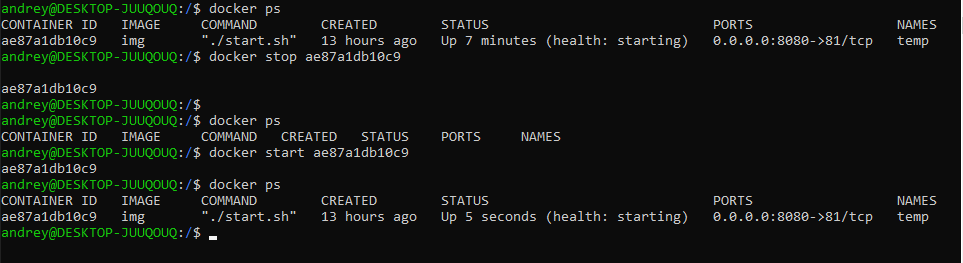 andrey@DESKTOP-JUUQOUQ:/$ docker ps
CONTAINER ID   IMAGE     COMMAND        CREATED        STATUS                            PORTS                  NAMES
ae87a1db10c9   img       "./start.sh"   13 hours ago   Up 7 minutes (health: starting)   0.0.0.0:8080->81/tcp   temp
andrey@DESKTOP-JUUQOUQ:/$ docker stop ae87a1db10c9
ae87a1db10c9
andrey@DESKTOP-JUUQOUQ:/$
andrey@DESKTOP-JUUQOUQ:/$ docker ps
CONTAINER ID   IMAGE     COMMAND   CREATED   STATUS    PORTS     NAMES
andrey@DESKTOP-JUUQOUQ:/$ docker start ae87a1db10c9
ae87a1db10c9
andrey@DESKTOP-JUUQOUQ:/$ docker ps
CONTAINER ID   IMAGE     COMMAND        CREATED        STATUS                            PORTS                  NAMES
ae87a1db10c9   img       "./start.sh"   13 hours ago   Up 5 seconds (health: starting)   0.0.0.0:8080->81/tcp   temp
andrey@DESKTOP-JUUQOUQ:/$